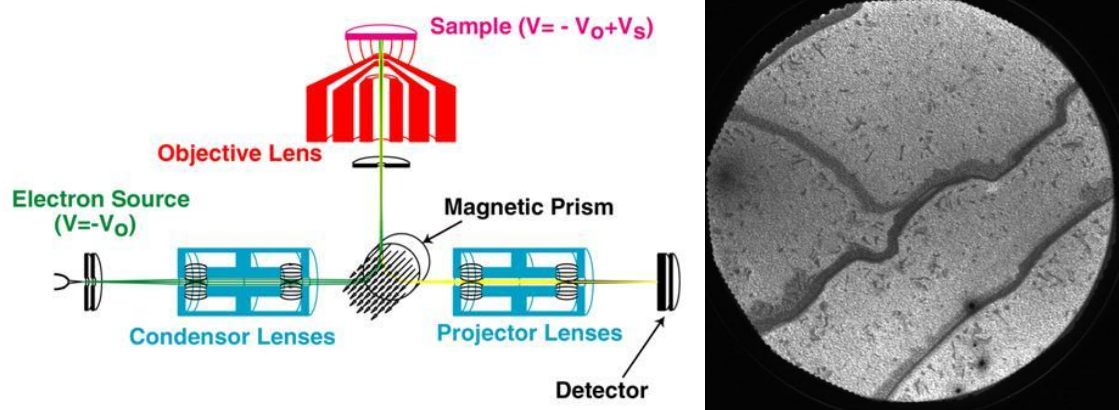 Sample (V= - Vo+Vs)
Objective Lens
Electron Source
(V=-Vo)
Magnetic Prism
Condensor Lenses
Projector Lenses
Detector